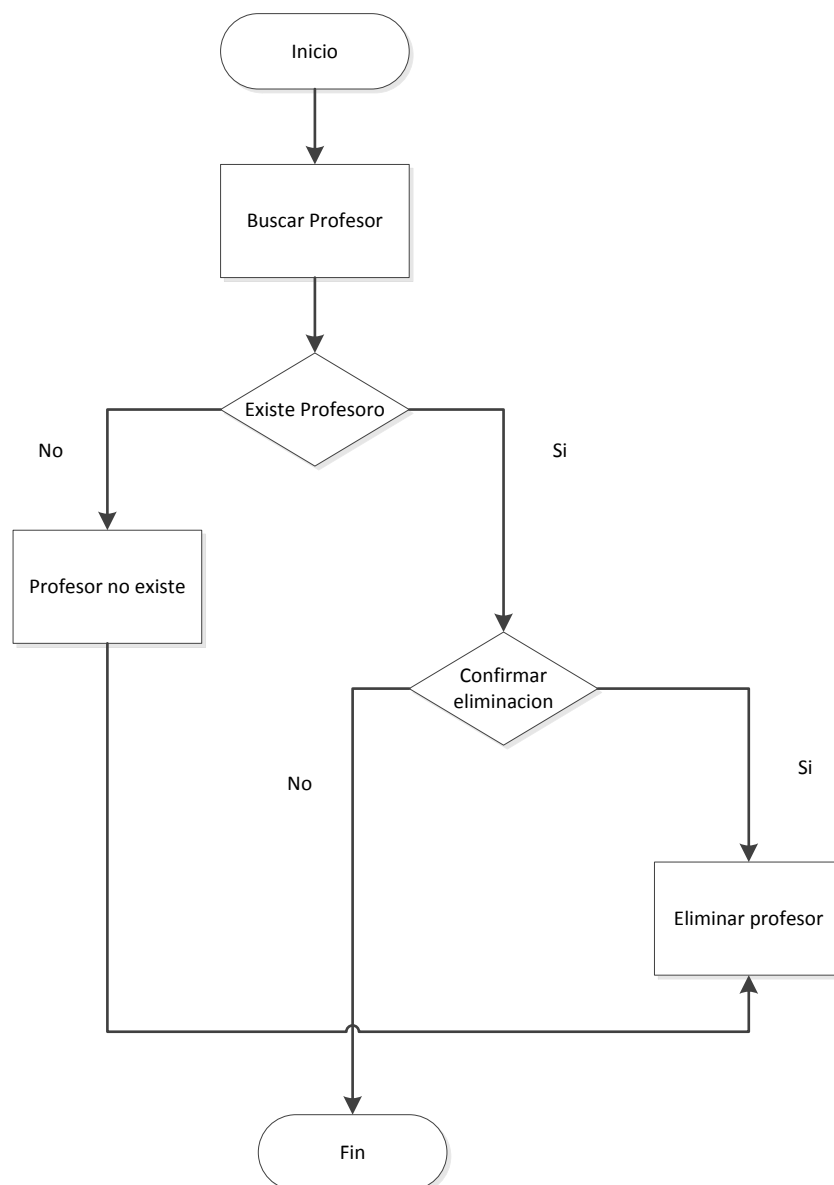 Inicio
Buscar Profesor
Existe Profesoro
No
Si
Profesor no existe
Confirmar
eliminacion
No
Si
Eliminar profesor
Fin